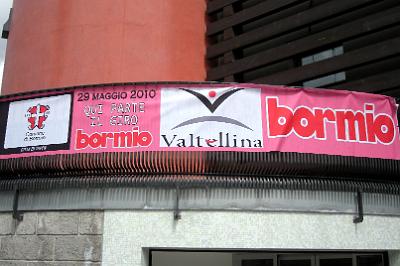 29 MAGGIO 2010
QUI PARTE
IL GIRO
bormio
Valtellina
bormio